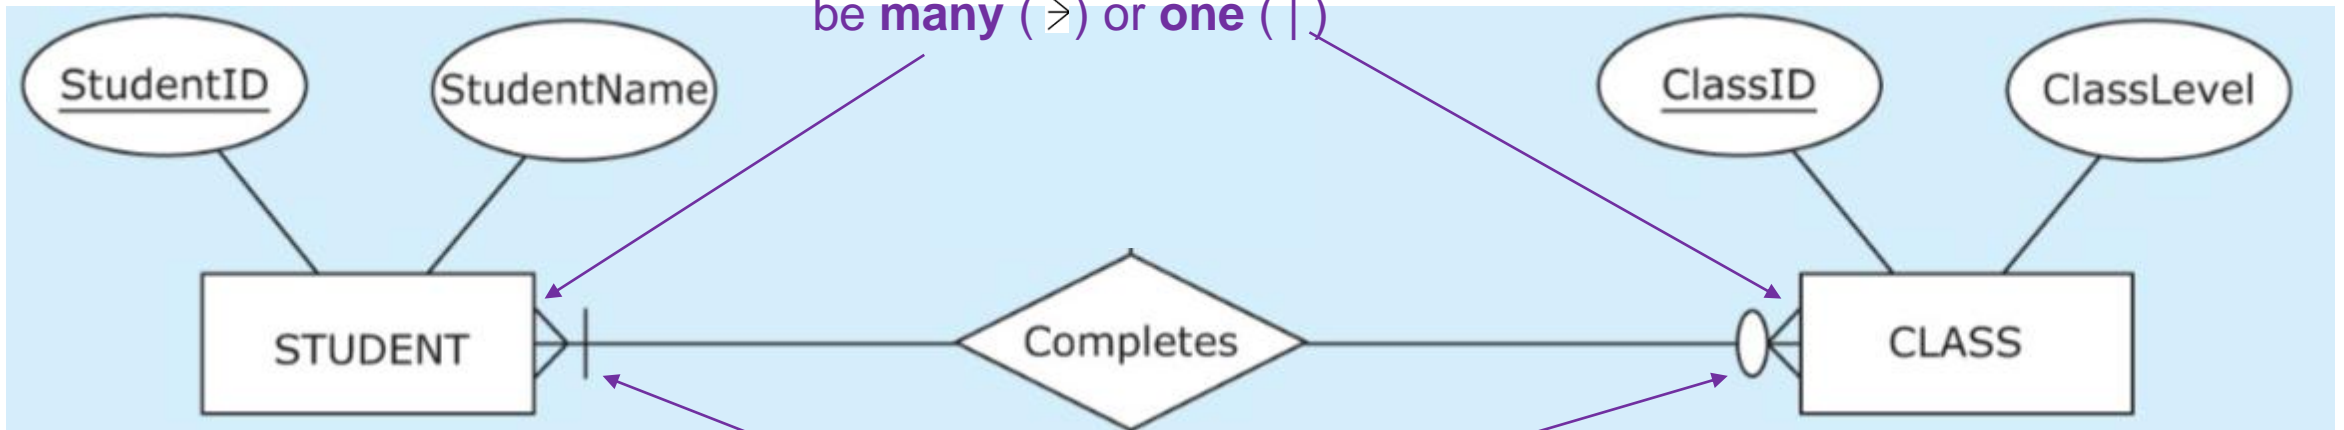 be many ( > ) or one ( | )
StudentID
StudentName
ClassID
ClassLevel
STUDENT
Completes
CLASS